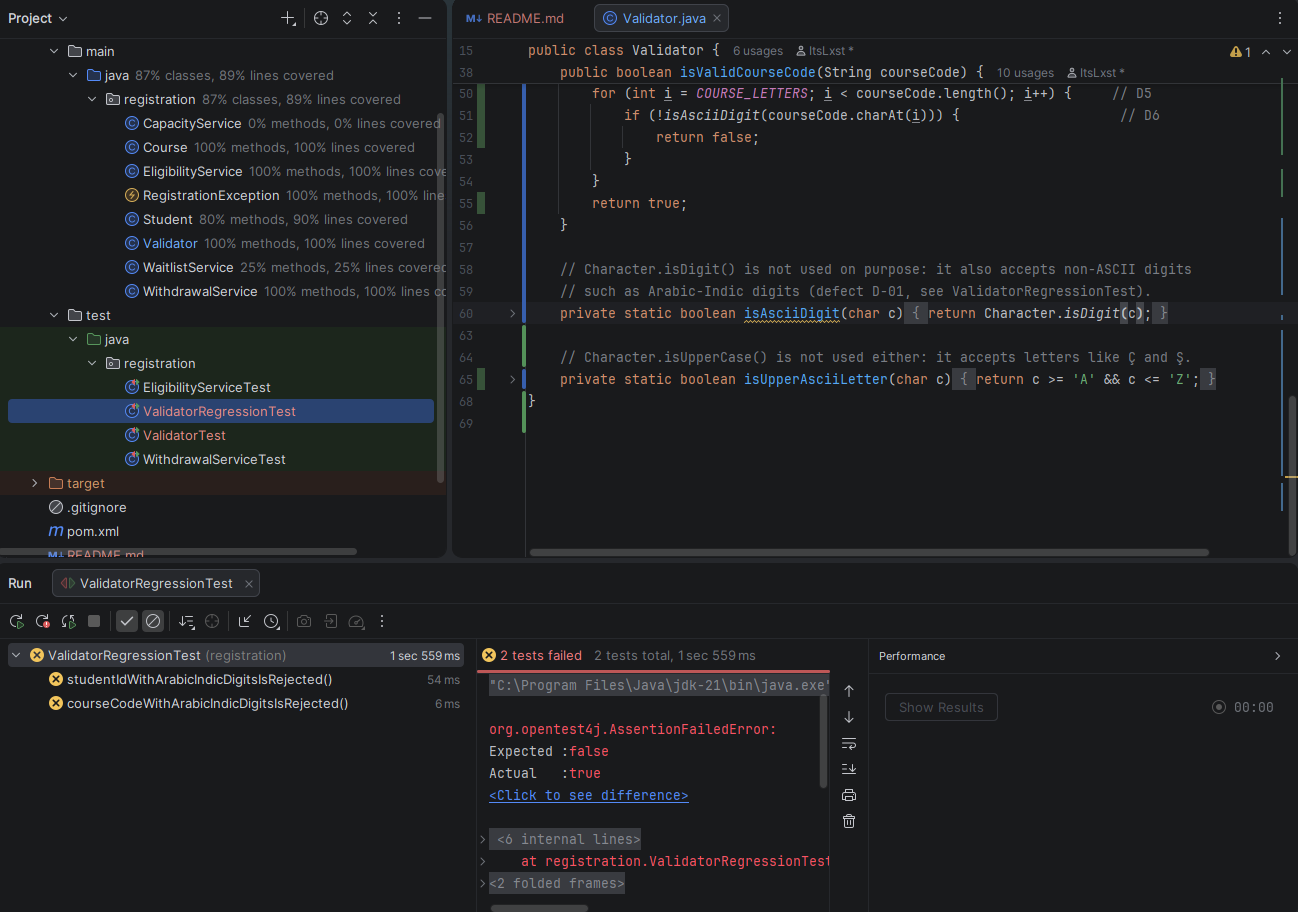 Project
main
java 87% classes, 89% lines covered
registration 87% classes, 89% lines covered
CapacityService 0% methods, 0% lines covered
Course 100% methods, 100% lines covered
EligibilityService 100% methods, 100% lines cove
RegistrationException 100% methods, 100% line
Student 80% methods, 90% lines covered
Validator 100% methods, 100% lines covered
WaitlistService 25% methods, 25% lines covered
WithdrawalService 100% methods, 100% lines co
test
java
registration
EligibilityServiceTest
ValidatorRegressionTest
ValidatorTest
WithdrawalServiceTest
target
.gitignore
m pom.xml
M↓ README.md
M↓ README.md
Validator.java
15 public class Validator { 6 usages ItsLxst *
1
38 public boolean isValidCourseCode(String courseCode) { 10 usages ItsLxst *
50 for (int i = COURSE_LETTERS; i < courseCode.length(); i++) { // D5
51 if (!isAsciiDigit(courseCode.charAt(i))) { // D6
52 return false;
53 }
54 }
55 return true;
56 }
57
58 // Character.isDigit() is not used on purpose: it also accepts non-ASCII digits
59 // such as Arabic-Indic digits (defect D-01, see ValidatorRegressionTest).
60 private static boolean isAsciiDigit(char c) { return Character.isDigit(c); }
63
64 // Character.isUpperCase() is not used either: it accepts letters like Ç and Ş.
65 private static boolean isUpperAsciiLetter(char c) { return c >= 'A' && c <= 'Z'; }
68 }
69
Run
ValidatorRegressionTest
ValidatorRegressionTest (registration) 1 sec 559 ms
studentIdWithArabicIndicDigitsIsRejected() 54 ms
courseCodeWithArabicIndicDigitsIsRejected() 6 ms
2 tests failed 2 tests total, 1 sec 559 ms
"C:\Program Files\Java\jdk-21\bin\java.exe"
org.opentest4j.AssertionFailedError:
Expected :false
Actual :true
<Click to see difference>
<6 internal lines>
at registration.ValidatorRegressionTest
<2 folded frames>
Performance
Show Results
00:00